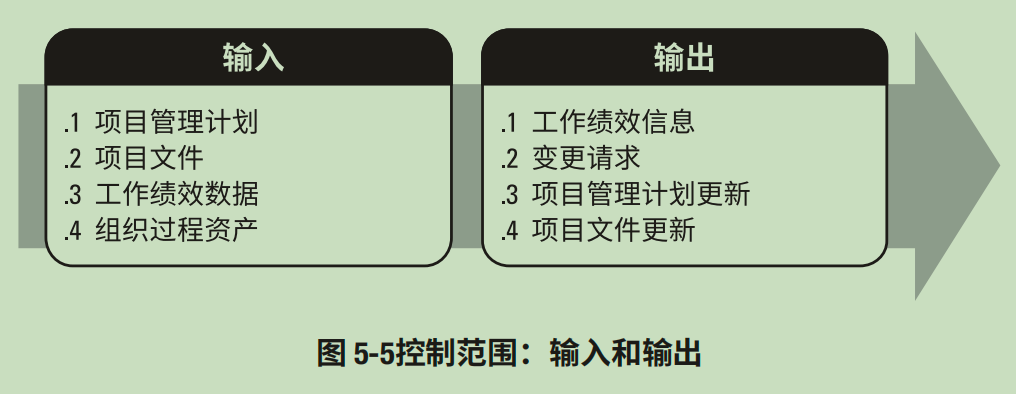 输入
.1 项目管理计划
.2 项目文件
.3 工作绩效数据
.4 组织过程资产
输出
.1 工作绩效信息
.2 变更请求
.3 项目管理计划更新
.4 项目文件更新
图 5-5控制范围：输入和输出